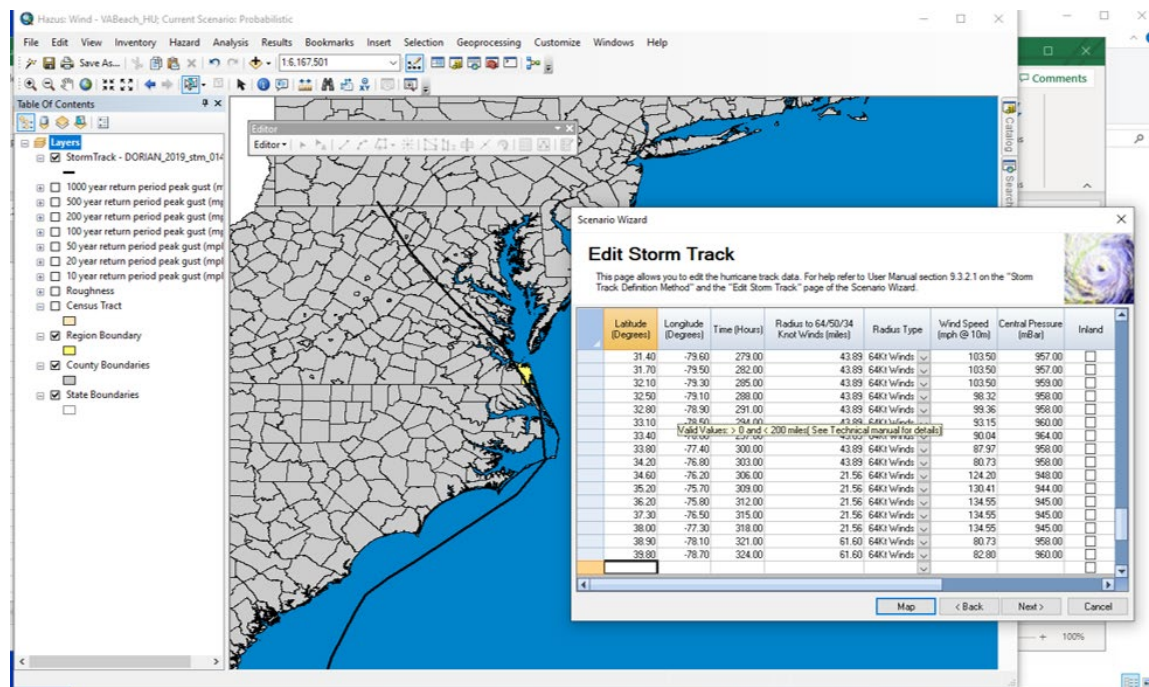 Hazus: Wind - VABeach_HU; Current Scenario: Probabilistic
File Edit View Inventory Hazard Analysis Results Bookmarks Insert Selection Geoprocessing Customize Windows Help
Save As... 1:6,167,501
Comments
Table Of Contents
Catalog
Search
Layers
StormTrack - DORIAN_2019_stm_014
1000 year return period peak gust (m
500 year return period peak gust (mp
200 year return period peak gust (mp
100 year return period peak gust (mp
50 year return period peak gust (mpl
20 year return period peak gust (mpl
10 year return period peak gust (mpl
Roughness
Census Tract
Region Boundary
County Boundaries
State Boundaries
Editor
Editor
Scenario Wizard
Edit Storm Track
This page allows you to edit the hurricane track data. For help refer to User Manual section 9.3.2.1 on the "Storm
Track Definition Method" and the "Edit Storm Track" page of the Scenario Wizard.
Latitude (Degrees) Longitude (Degrees) Time (Hours) Radius to 64/50/34 Knot Winds (miles) Radius Type Wind Speed (mph @ 10m) Central Pressure (mBar) Inland
31.40 -79.60 279.00 43.89 64Kt Winds 103.50 957.00
31.70 -79.50 282.00 43.89 64Kt Winds 103.50 957.00
32.10 -79.30 285.00 43.89 64Kt Winds 103.50 959.00
32.50 -79.10 288.00 43.89 64Kt Winds 98.32 958.00
32.80 -78.90 291.00 43.89 64Kt Winds 99.36 958.00
33.10 -78.50 294.00 43.89 64Kt Winds 93.15 960.00
Valid Values: > 0 and < 200 miles( See Technical manual for details)
33.40 64Kt Winds 90.04 964.00
33.80 -77.40 300.00 43.89 64Kt Winds 87.97 958.00
34.20 -76.80 303.00 43.89 64Kt Winds 80.73 958.00
34.60 -76.20 306.00 21.56 64Kt Winds 124.20 948.00
35.20 -75.70 309.00 21.56 64Kt Winds 130.41 944.00
36.20 -75.80 312.00 21.56 64Kt Winds 134.55 945.00
37.30 -76.50 315.00 21.56 64Kt Winds 134.55 945.00
38.00 -77.30 318.00 21.56 64Kt Winds 134.55 945.00
38.90 -78.10 321.00 61.60 64Kt Winds 80.73 958.00
39.80 -78.70 324.00 61.60 64Kt Winds 82.80 960.00
Map < Back Next > Cancel
100%